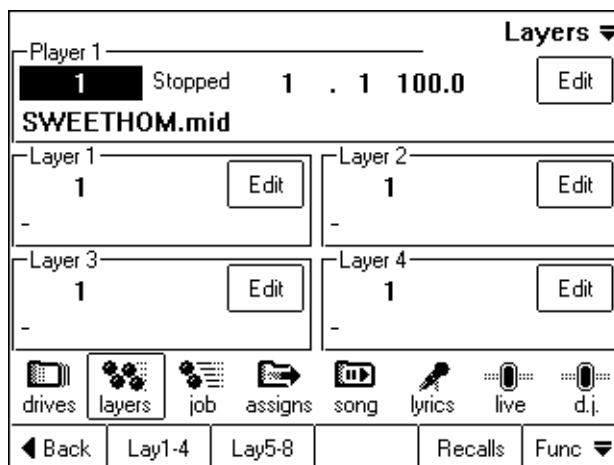 Layers
Player 1
1 Stopped 1 . 1 100.0 Edit
SWEETHOM.mid
Layer 1 Layer 2
1 Edit 1 Edit
- -
Layer 3 Layer 4
1 Edit 1 Edit
- -
drives layers job assigns song lyrics live d.j.
Back Lay1-4 Lay5-8 Recalls Func